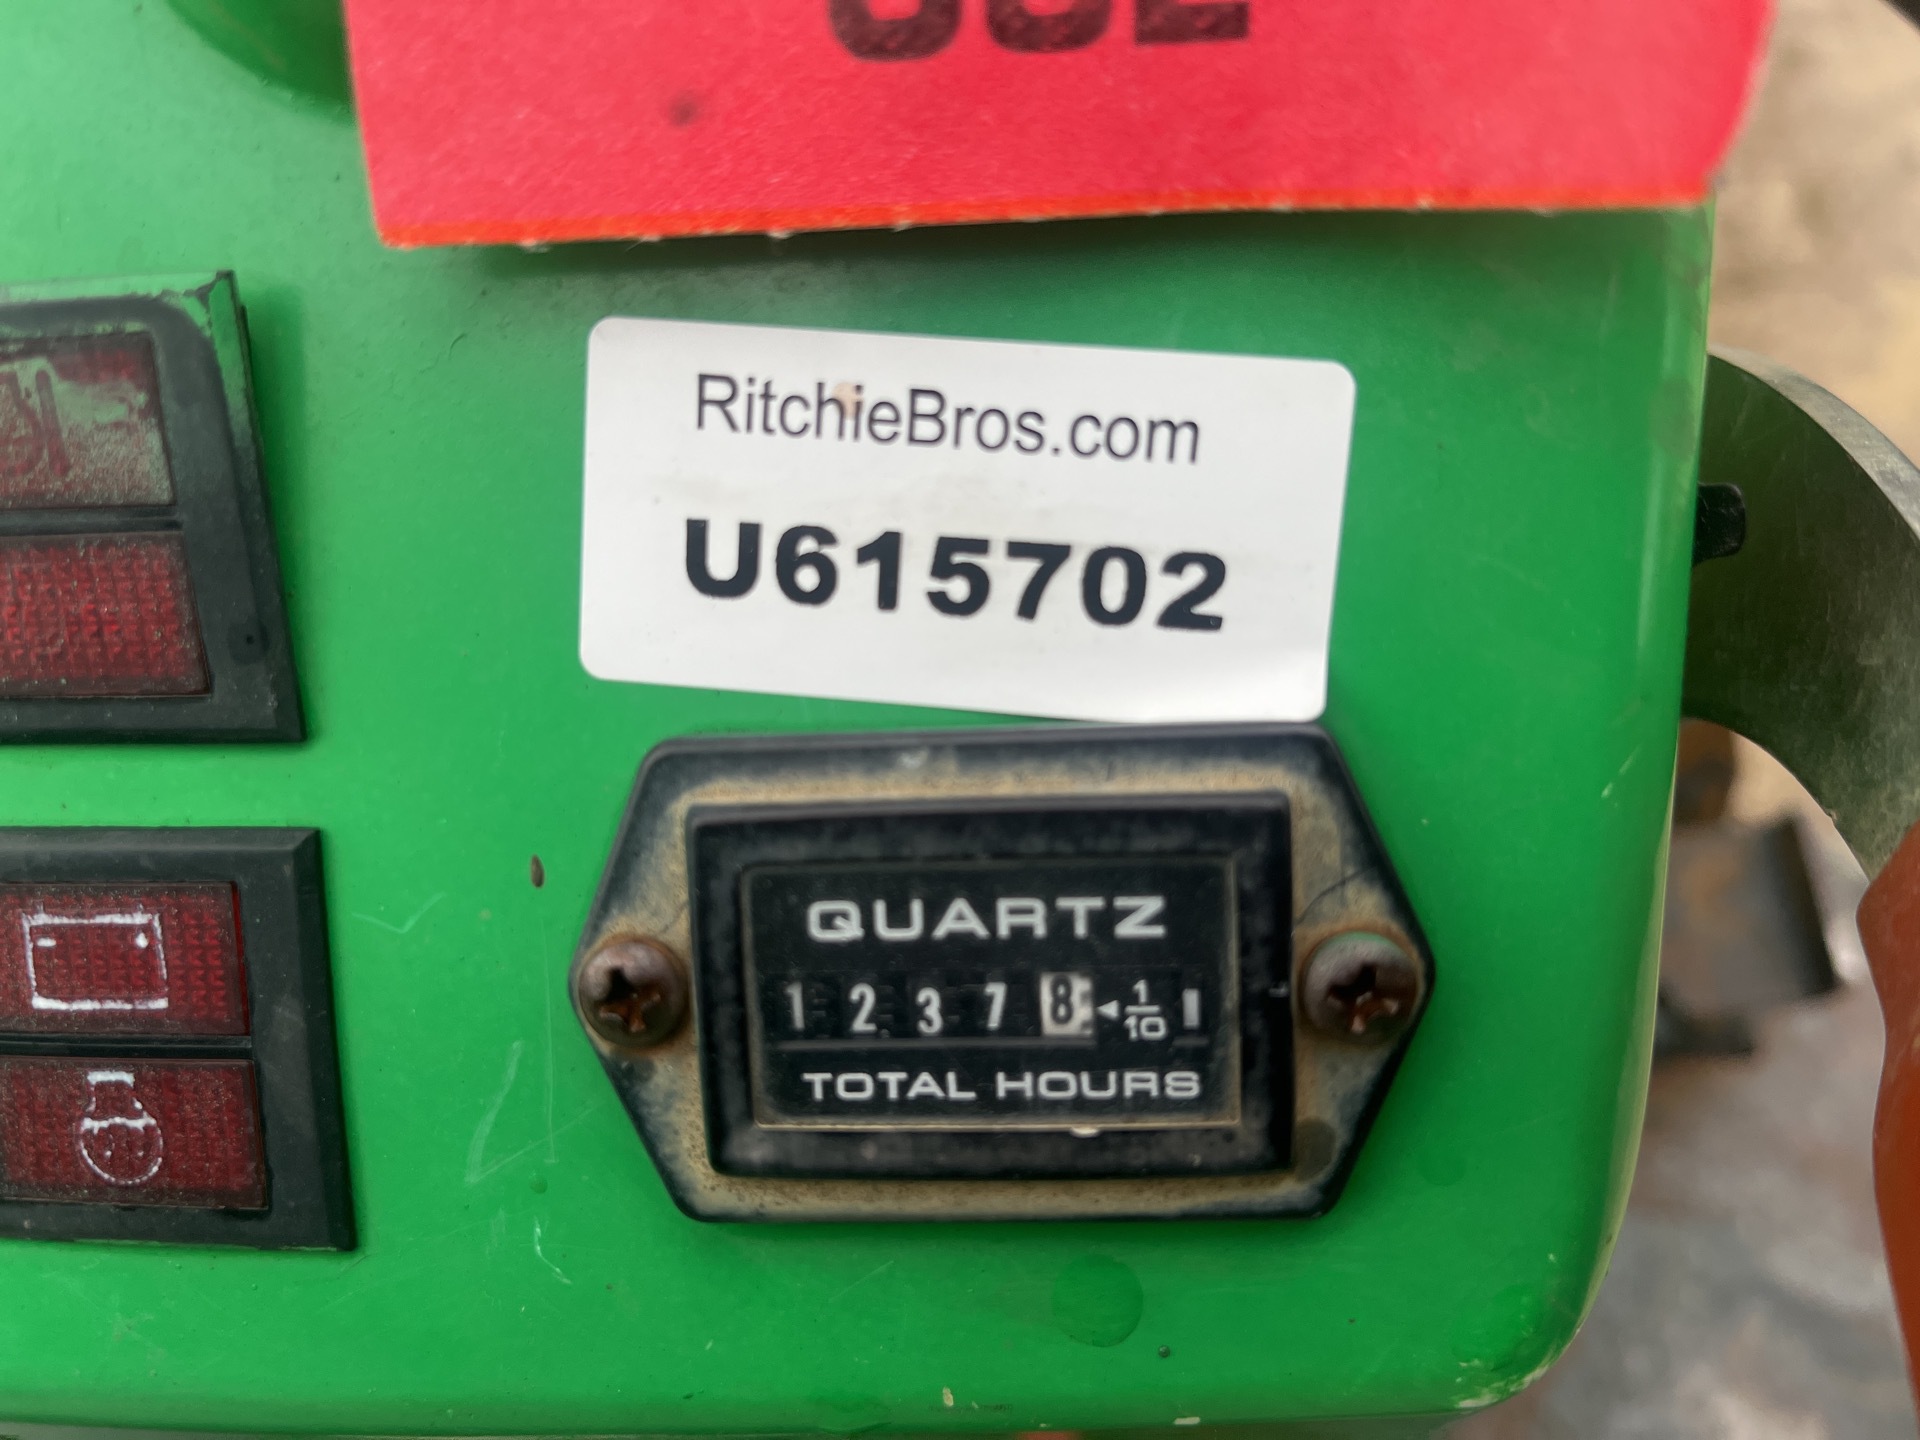 RitchieBros.com
U615702
QUARTZ
1 2 3 7 8 ◄ 1/10
TOTAL HOURS